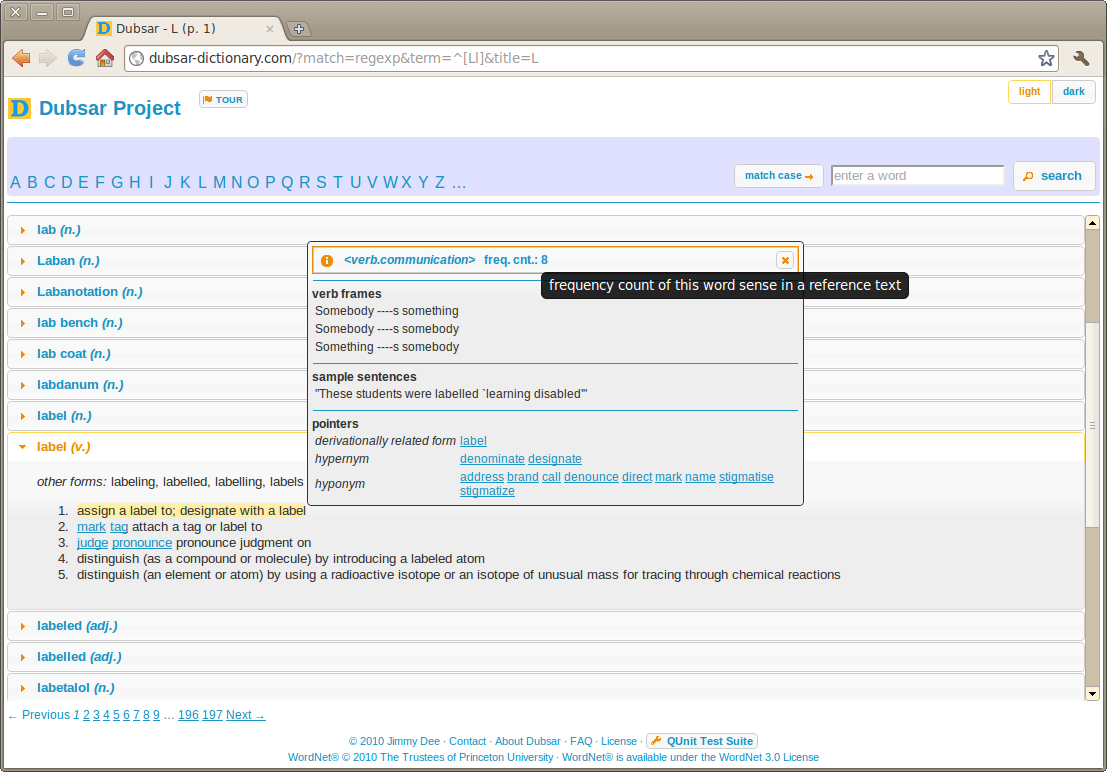 Dubsar - L (p. 1)
dubsar-dictionary.com/?match=regexp&term=^[Ll]&title=L
D Dubsar Project
TOUR
light dark
A B C D E F G H I J K L M N O P Q R S T U V W X Y Z ...
match case → enter a word search
lab (n.)
Laban (n.)
Labanotation (n.)
lab bench (n.)
lab coat (n.)
labdanum (n.)
label (n.)
label (v.)
<verb.communication> freq. cnt.: 8
frequency count of this word sense in a reference text
verb frames
Somebody ----s something
Somebody ----s somebody
Something ----s somebody
sample sentences
"These students were labelled `learning disabled'"
pointers
derivationally related form label
hypernym denominate designate
hyponym address brand call denounce direct mark name stigmatise
stigmatize
other forms: labeling, labelled, labelling, labels
1. assign a label to; designate with a label
2. mark tag attach a tag or label to
3. judge pronounce pronounce judgment on
4. distinguish (as a compound or molecule) by introducing a labeled atom
5. distinguish (an element or atom) by using a radioactive isotope or an isotope of unusual mass for tracing through chemical reactions
labeled (adj.)
labelled (adj.)
labetalol (n.)
← Previous 1 2 3 4 5 6 7 8 9 ... 196 197 Next →
© 2010 Jimmy Dee · Contact · About Dubsar · FAQ · License · QUnit Test Suite
WordNet® © 2010 The Trustees of Princeton University · WordNet® is available under the WordNet 3.0 License